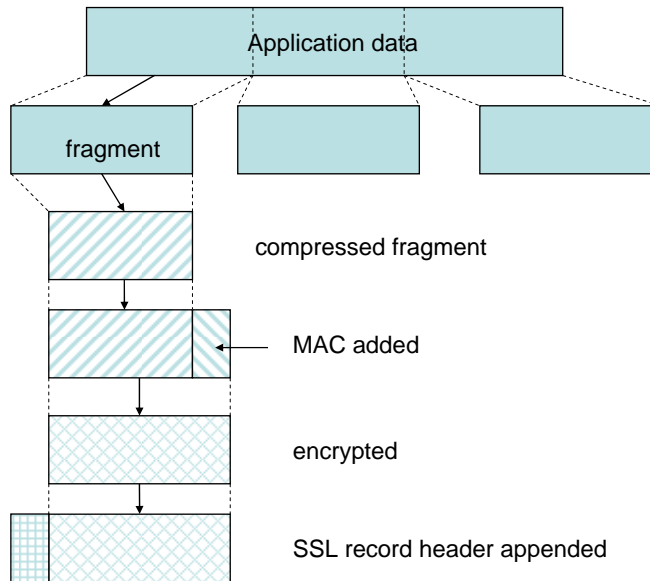 Application data
fragment
compressed fragment
MAC added
encrypted
SSL record header appended